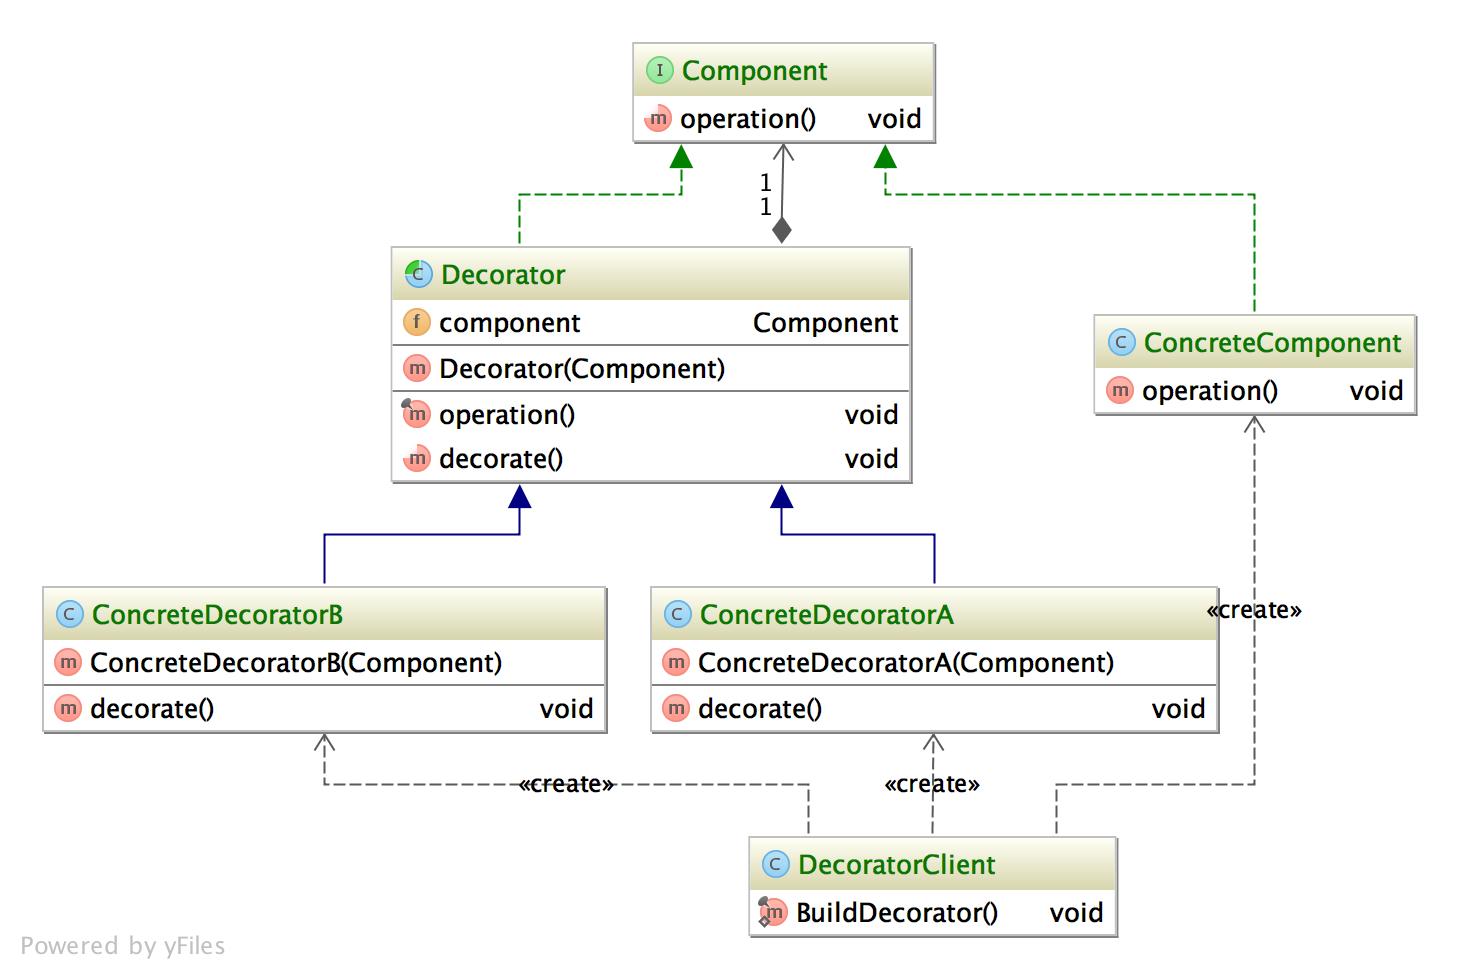 I Component
m operation() void
1
1
C Decorator
f component Component
m Decorator(Component)
m operation() void
m decorate() void
C ConcreteComponent
m operation() void
C ConcreteDecoratorB
m ConcreteDecoratorB(Component)
m decorate() void
C ConcreteDecoratorA
m ConcreteDecoratorA(Component)
m decorate() void
«create»
«create»
«create»
C DecoratorClient
m BuildDecorator() void
Powered by yFiles